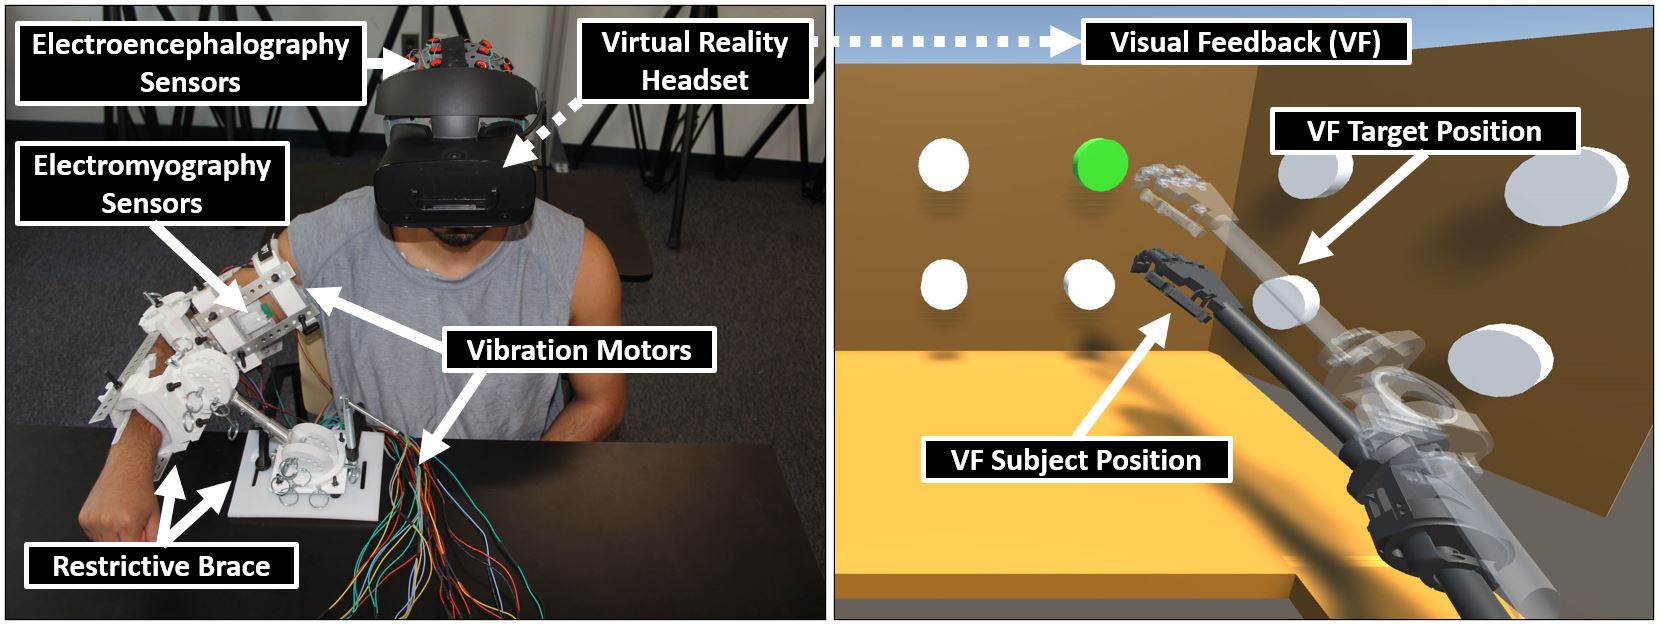 Electroencephalography
Sensors
Virtual Reality
Headset
Visual Feedback (VF)
VF Target Position
Electromyography
Sensors
Vibration Motors
VF Subject Position
Restrictive Brace